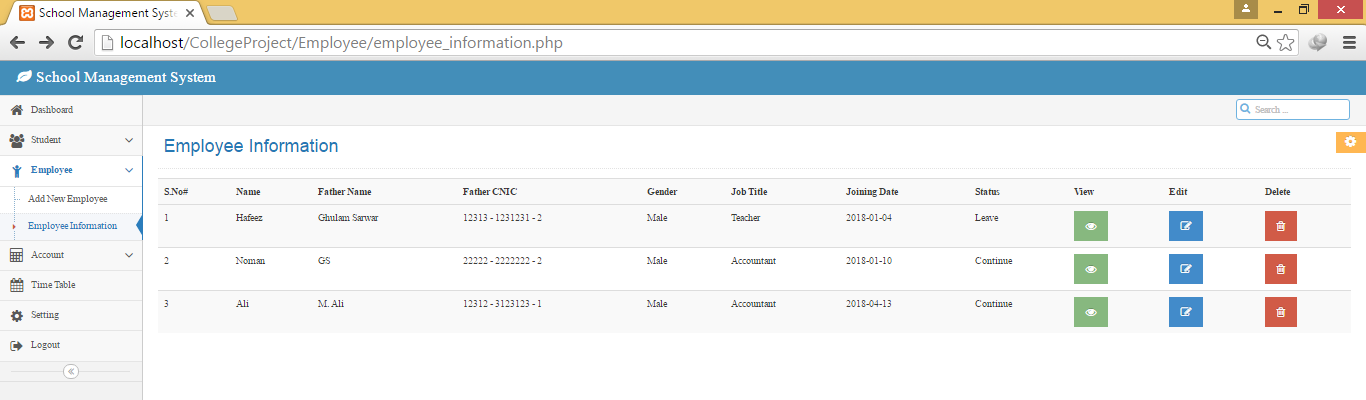 School Management Syste
localhost/CollegeProject/Employee/employee_information.php
School Management System
Dashboard
Student
Employee
Add New Employee
Employee Information
Account
Time Table
Setting
Logout
Search ...
Employee Information
S.No# Name Father Name Father CNIC Gender Job Title Joining Date Status View Edit Delete
1 Hafeez Ghulam Sarwar 12313 - 1231231 - 2 Male Teacher 2018-01-04 Leave
2 Noman GS 22222 - 2222222 - 2 Male Accountant 2018-01-10 Continue
3 Ali M. Ali 12312 - 3123123 - 1 Male Accountant 2018-04-13 Continue